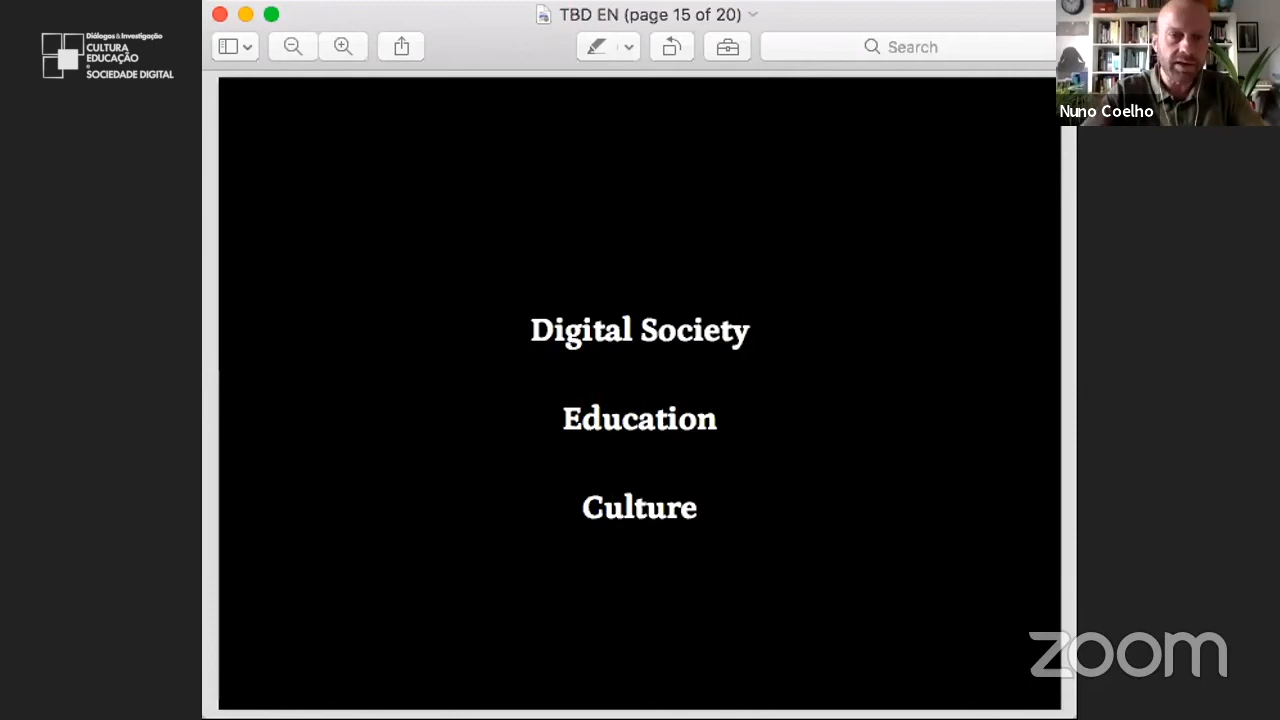 Diálogos & Investigação
CULTURA
EDUCAÇÃO
e
SOCIEDADE DIGITAL
TBD EN (page 15 of 20)
Search
Nuno Coelho
Digital Society
Education
Culture
zoom